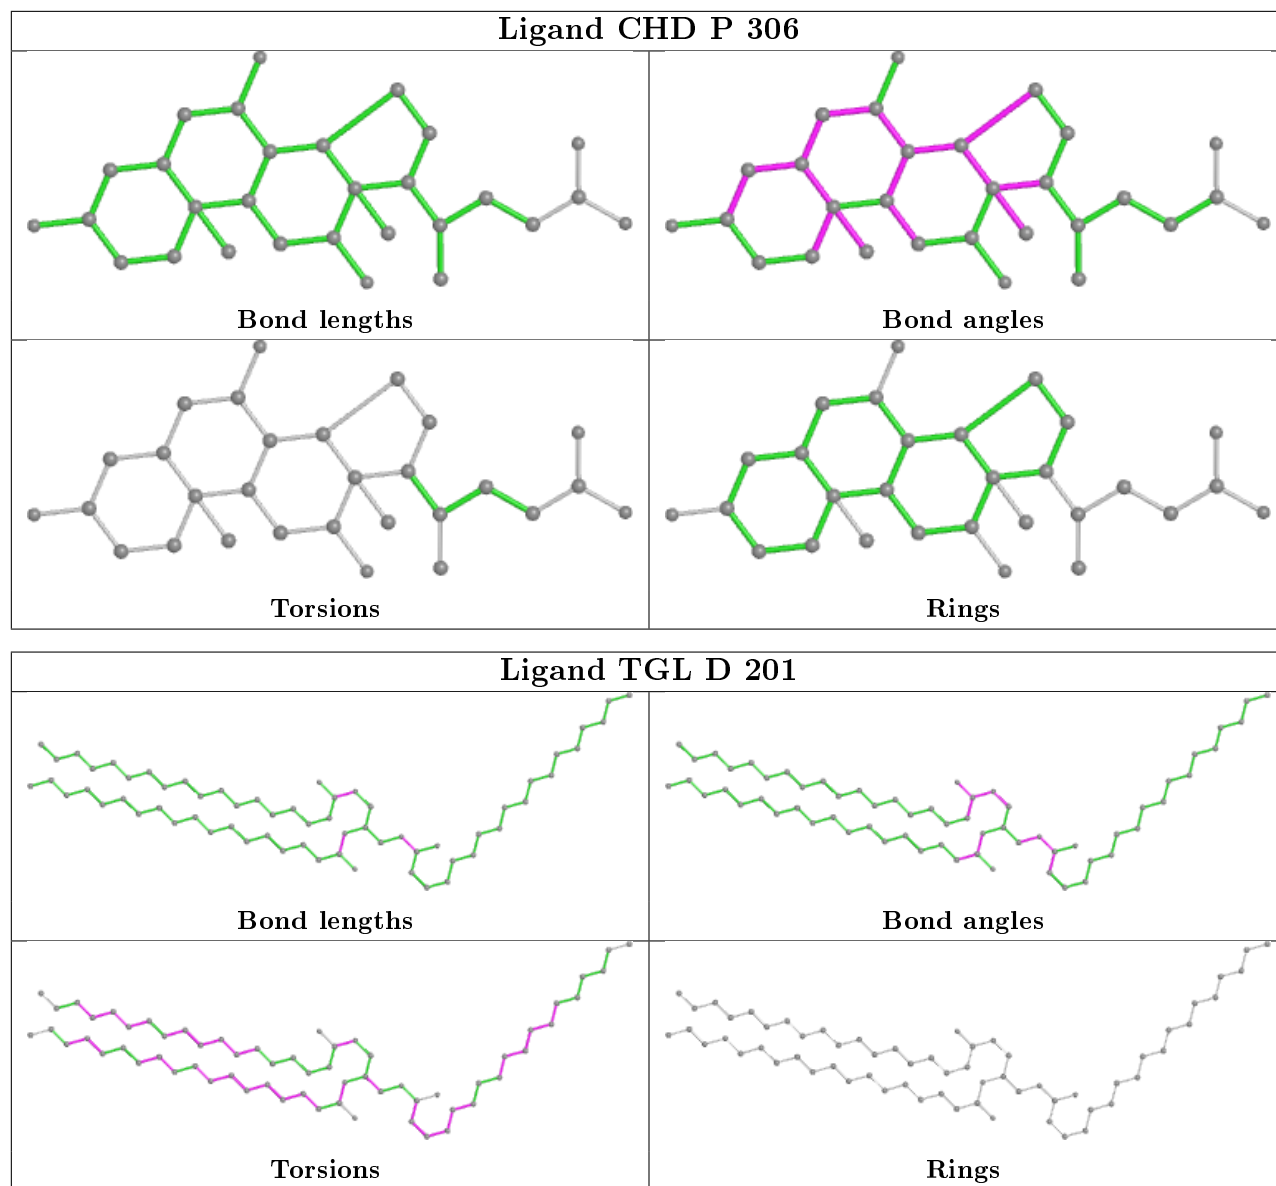 Ligand CHD P 306
Bond lengths
Bond angles
Torsions
Rings
Ligand TGL D 201
Bond lengths
Bond angles
Torsions
Rings